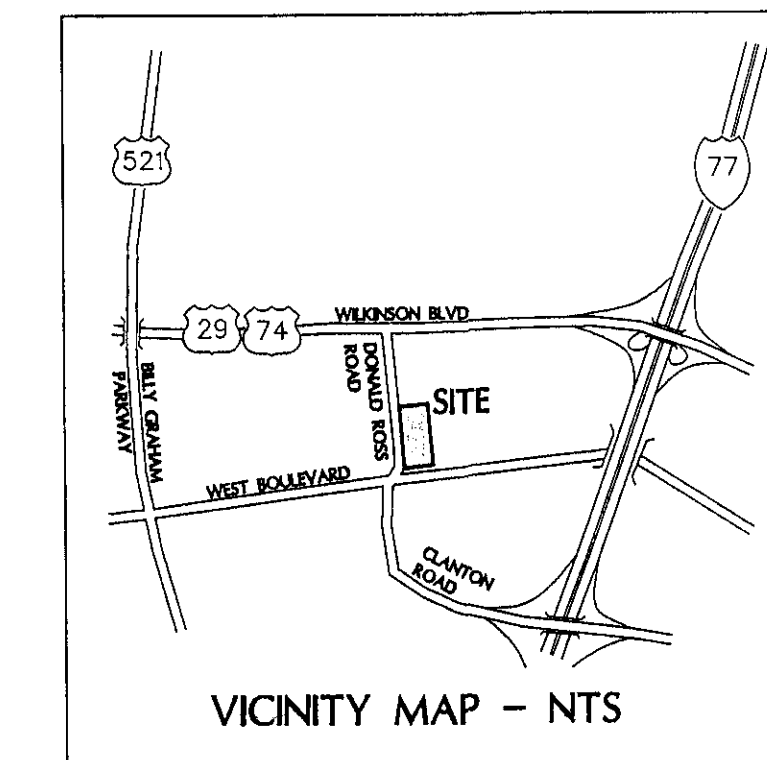 521
77
29
74
WILKINSON BLVD
DONALD ROSS
ROAD
SITE
BILLY GRAHAM
PARKWAY
WEST BOULEVARD
CLANTON
ROAD
VICINITY MAP - NTS